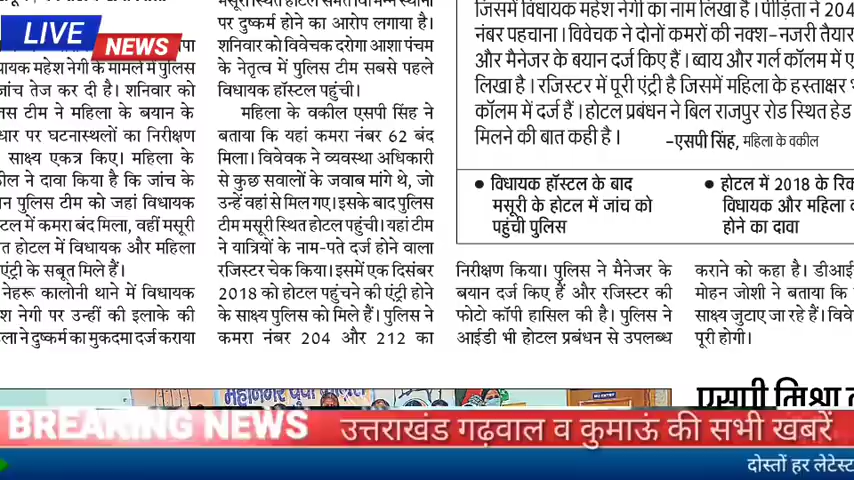 LIVE
NEWS
धायक महेश नेगी के मामले में पुलिस
जांच तेज कर दी है। शनिवार को
टीम ने महिला के बयान के
पर घटनास्थलों का निरीक्षण
साक्ष्य एकत्र किए। महिला के
ने दावा किया है कि जांच के
पुलिस टीम को जहां विधायक
में कमरा बंद मिला, वहीं मसूरी
होटल में विधायक और महिला
एंट्री के सबूत मिले हैं।
नेहरू कालोनी थाने में विधायक
नेगी पर उन्हीं की इलाके की
ने दुष्कर्म का मुकदमा दर्ज कराया
मसूरी स्थित होटल समेत विभिन्न स्थानों
पर दुष्कर्म होने का आरोप लगाया है।
शनिवार को विवेचक दरोगा आशा पंचम
के नेतृत्व में पुलिस टीम सबसे पहले
विधायक हॉस्टल पहुंची।
महिला के वकील एसपी सिंह ने
बताया कि यहां कमरा नंबर 62 बंद
मिला। विवेचक ने व्यवस्था अधिकारी
से कुछ सवालों के जवाब मांगे थे, जो
उन्हें वहां से मिल गए। इसके बाद पुलिस
टीम मसूरी स्थित होटल पहुंची। यहां टीम
ने यात्रियों के नाम-पते दर्ज होने वाला
रजिस्टर चेक किया। इसमें एक दिसंबर
2018 को होटल पहुंचने की एंट्री होने
के साक्ष्य पुलिस को मिले हैं। पुलिस ने
कमरा नंबर 204 और 212 का
जिसमें विधायक महेश नेगी का नाम लिखा है। पीड़िता ने 204
नंबर पहचाना। विवेचक ने दोनों कमरों की नक्श-नजरी तैयार
और मैनेजर के बयान दर्ज किए हैं। ब्वाय और गर्ल कॉलम में ए
लिखा है। रजिस्टर में पूरी एंट्री है जिसमें महिला के हस्ताक्षर भ
कॉलम में दर्ज हैं। होटल प्रबंधन ने बिल राजपुर रोड स्थित हेड
मिलने की बात कही है। -एसपी सिंह, महिला के वकील
• विधायक हॉस्टल के बाद
मसूरी के होटल में जांच को
पहुंची पुलिस
• होटल में 2018 के रिक
विधायक और महिला
होने का दावा
निरीक्षण किया। पुलिस ने मैनेजर के
बयान दर्ज किए हैं और रजिस्टर की
फोटो कॉपी हासिल की है। पुलिस ने
आईडी भी होटल प्रबंधन से उपलब्ध
कराने को कहा है। डीआई
मोहन जोशी ने बताया कि
साक्ष्य जुटाए जा रहे हैं। विवे
पूरी होगी।
एसपी मिश्रा
BREAKING NEWS
उत्तराखंड गढ़वाल व कुमाऊं की सभी खबरें
दोस्तों हर लेटेस्ट